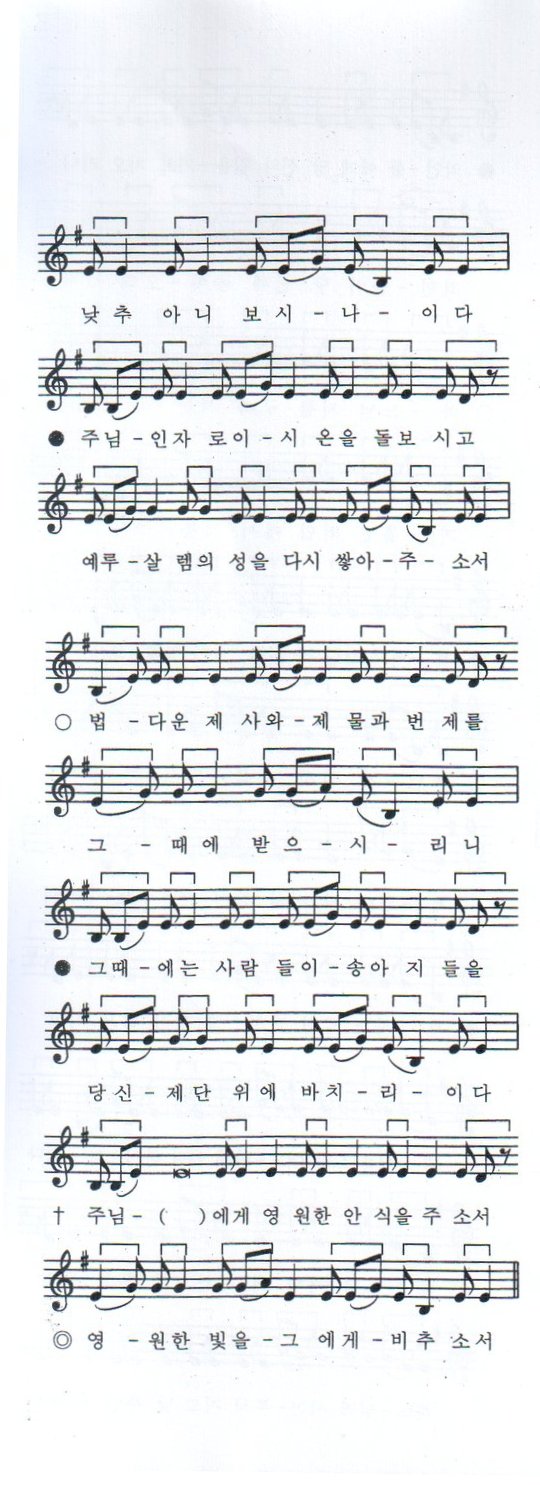 낮추 아니 보시-나- 이다
● 주님-인자 로이-시 온을 돌보 시고
예루-살 렘의 성을 다시 쌓아-주- 소서
○ 법 -다운 제 사와-제 물과 번 제를
그 -때에 받으-시- 리니
● 그때-에는 사람 들이-송아 지 들을
당신-제단 위에 바치-리- 이다
† 주님- ( )에게 영 원한 안 식을 주 소서
◎ 영 -원한 빛을-그 에게-비추 소서